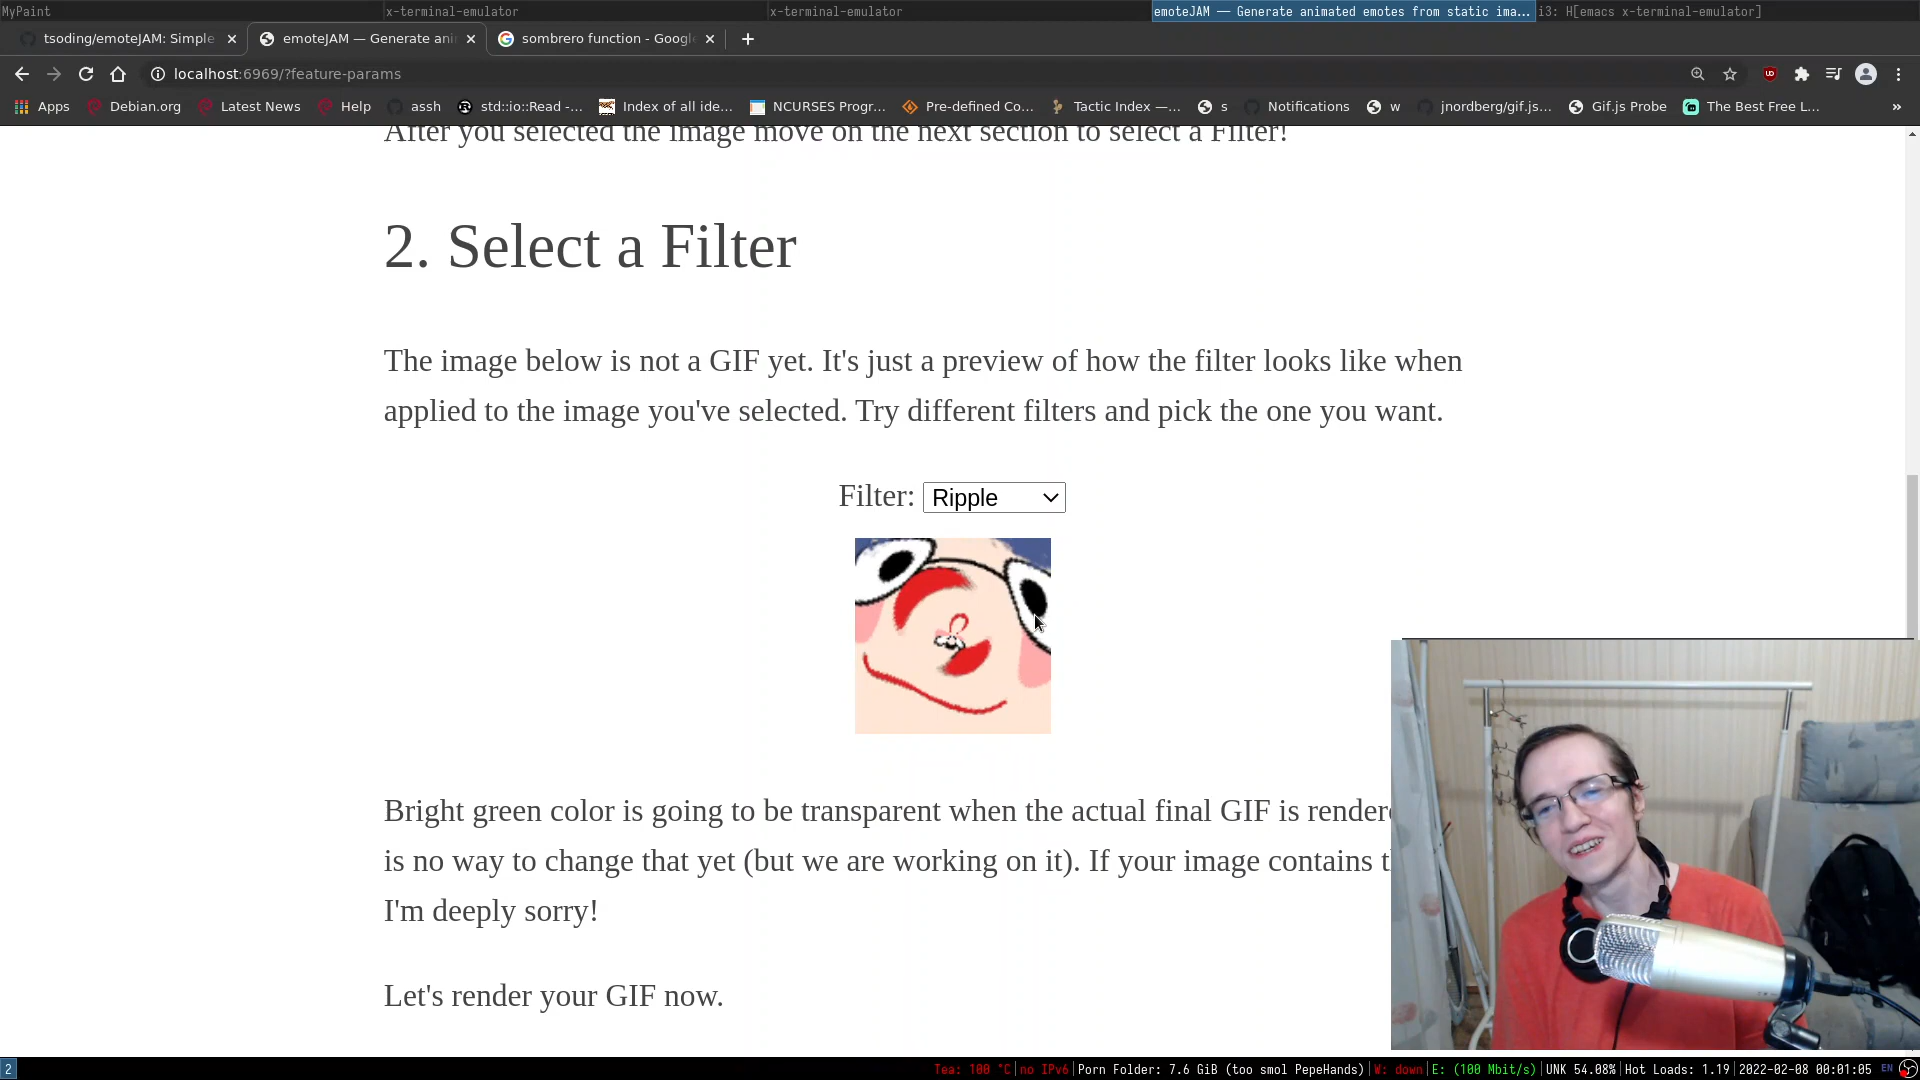 MyPaint
x-terminal-emulator
x-terminal-emulator
emoteJAM — Generate animated emotes from static ima...
i3: H[emacs x-terminal-emulator]
tsoding/emoteJAM: Simple
emoteJAM — Generate ani
sombrero function - Googl
localhost:6969/?feature-params
Apps
Debian.org
Latest News
Help
assh
std::io::Read -...
Index of all ide...
NCURSES Progr...
Pre-defined Co...
Tactic Index —...
s
Notifications
w
jnordberg/gif.js...
Gif.js Probe
The Best Free L...
»
After you selected the image move on the next section to select a Filter!
2. Select a Filter
The image below is not a GIF yet. It's just a preview of how the filter looks like when
applied to the image you've selected. Try different filters and pick the one you want.
Filter: Ripple
Bright green color is going to be transparent when the actual final GIF is render
is no way to change that yet (but we are working on it). If your image contains
I'm deeply sorry!
Let's render your GIF now.
2
Tea: 100 °C|no IPv6|Porn Folder: 7.6 GiB (too smol PepeHands)|W: down|E: (100 Mbit/s)|UNK 54.08%|Hot Loads: 1.19|2022-02-08 00:01:05
EN